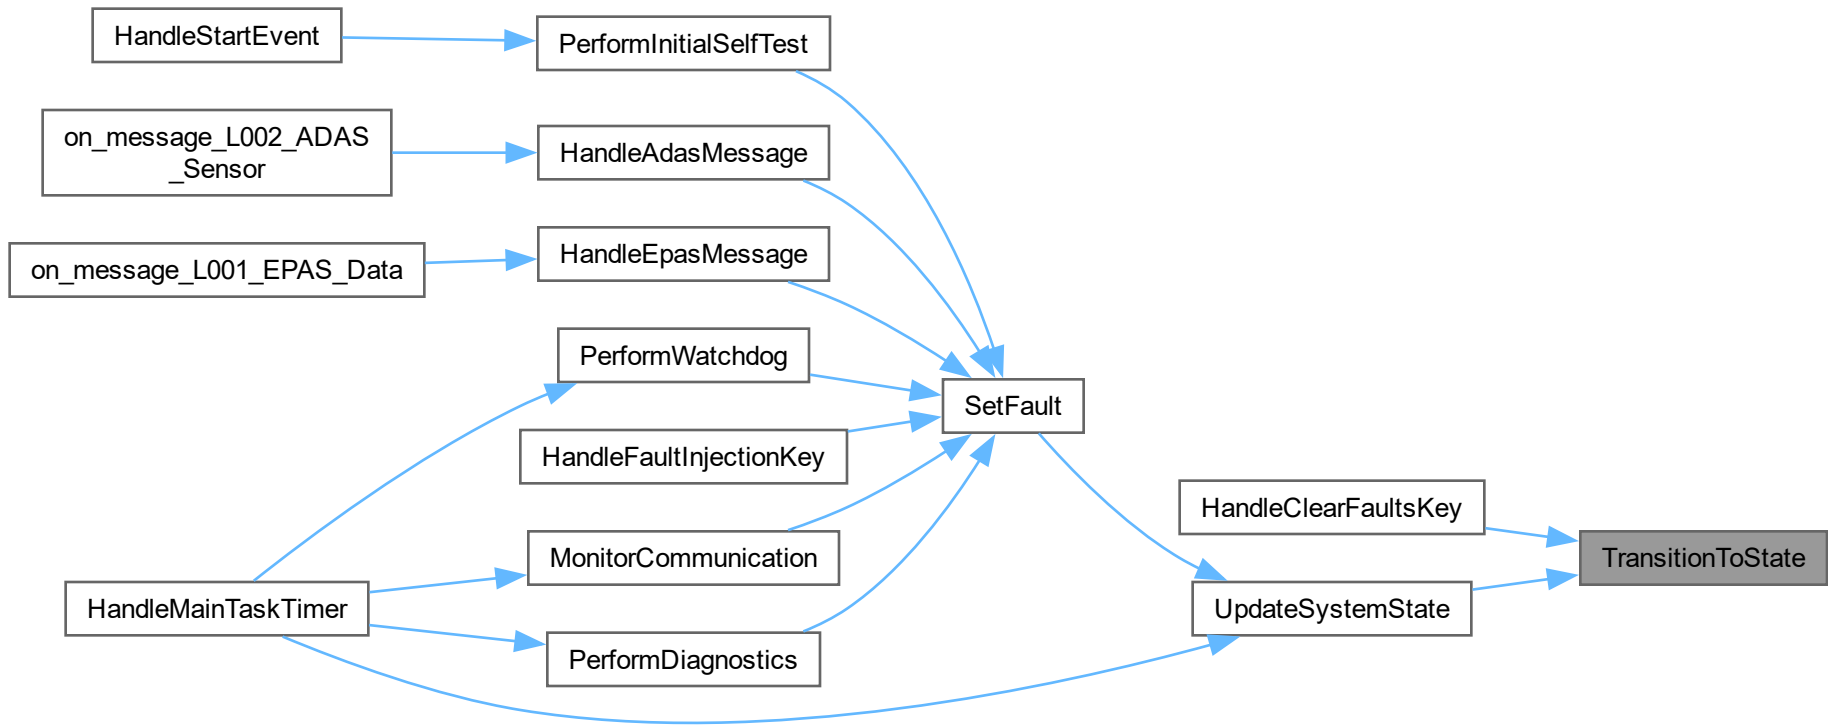 HandleStartEvent
PerformInitialSelfTest
on_message_L002_ADAS
_Sensor
HandleAdasMessage
on_message_L001_EPAS_Data
HandleEpasMessage
PerformWatchdog
SetFault
HandleFaultInjectionKey
HandleClearFaultsKey
MonitorCommunication
TransitionToState
HandleMainTaskTimer
UpdateSystemState
PerformDiagnostics